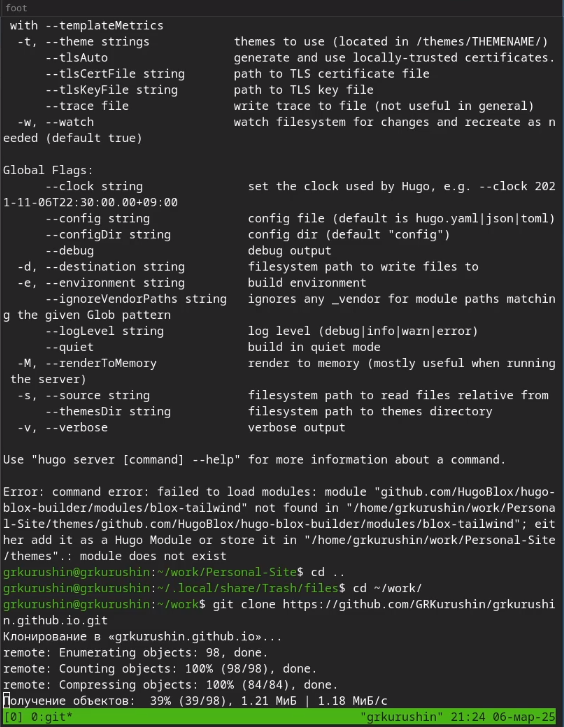 foot
 with --templateMetrics
  -t, --theme strings            themes to use (located in /themes/THEMENAME/)
      --tlsAuto                  generate and use locally-trusted certificates.
      --tlsCertFile string       path to TLS certificate file
      --tlsKeyFile string        path to TLS key file
      --trace file               write trace to file (not useful in general)
  -w, --watch                    watch filesystem for changes and recreate as n
eeded (default true)

Global Flags:
      --clock string               set the clock used by Hugo, e.g. --clock 202
1-11-06T22:30:00.00+09:00
      --config string              config file (default is hugo.yaml|json|toml)
      --configDir string           config dir (default "config")
      --debug                      debug output
  -d, --destination string         filesystem path to write files to
  -e, --environment string         build environment
      --ignoreVendorPaths string   ignores any _vendor for module paths matchin
g the given Glob pattern
      --logLevel string            log level (debug|info|warn|error)
      --quiet                      build in quiet mode
  -M, --renderToMemory             render to memory (mostly useful when running
 the server)
  -s, --source string              filesystem path to read files relative from
      --themesDir string           filesystem path to themes directory
  -v, --verbose                    verbose output

Use "hugo server [command] --help" for more information about a command.

Error: command error: failed to load modules: module "github.com/HugoBlox/hugo-
blox-builder/modules/blox-tailwind" not found in "/home/grkurushin/work/Persona
l-Site/themes/github.com/HugoBlox/hugo-blox-builder/modules/blox-tailwind"; eit
her add it as a Hugo Module or store it in "/home/grkurushin/work/Personal-Site
/themes".: module does not exist
grkurushin@grkurushin:~/work/Personal-Site$ cd ..
grkurushin@grkurushin:~/.local/share/Trash/files$ cd ~/work/
grkurushin@grkurushin:~/work$ git clone https://github.com/GRKurushin/grkurushi
n.github.io.git
Клонирование в «grkurushin.github.io»...
remote: Enumerating objects: 98, done.
remote: Counting objects: 100% (98/98), done.
remote: Compressing objects: 100% (84/84), done.
Получение объектов:  39% (39/98), 1.21 МиБ | 1.18 МиБ/с
[0] 0:git*                                         "grkurushin" 21:24 06-мар-25